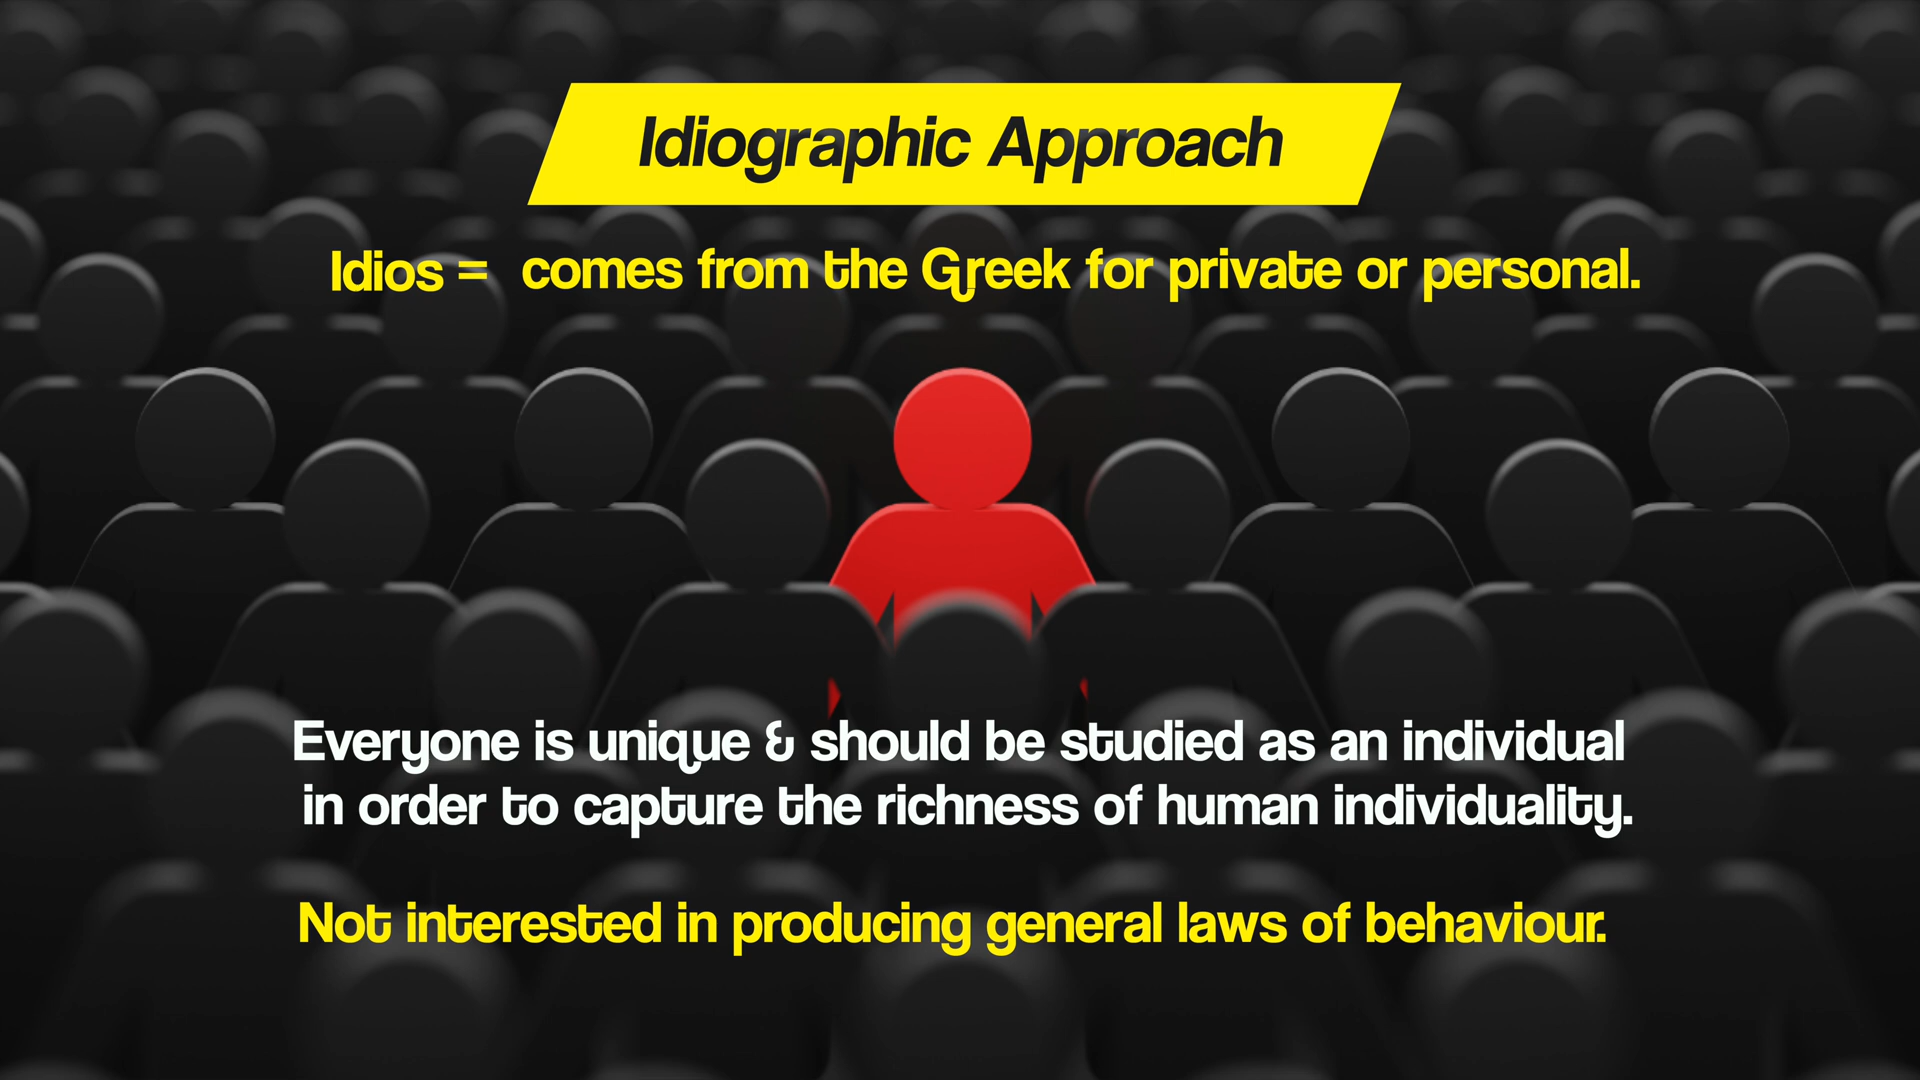 Idiographic Approach
Idios = comes from the Greek for private or personal.
Everyone is unique & should be studied as an individual
in order to capture the richness of human individuality.
Not interested in producing general laws of behaviour.